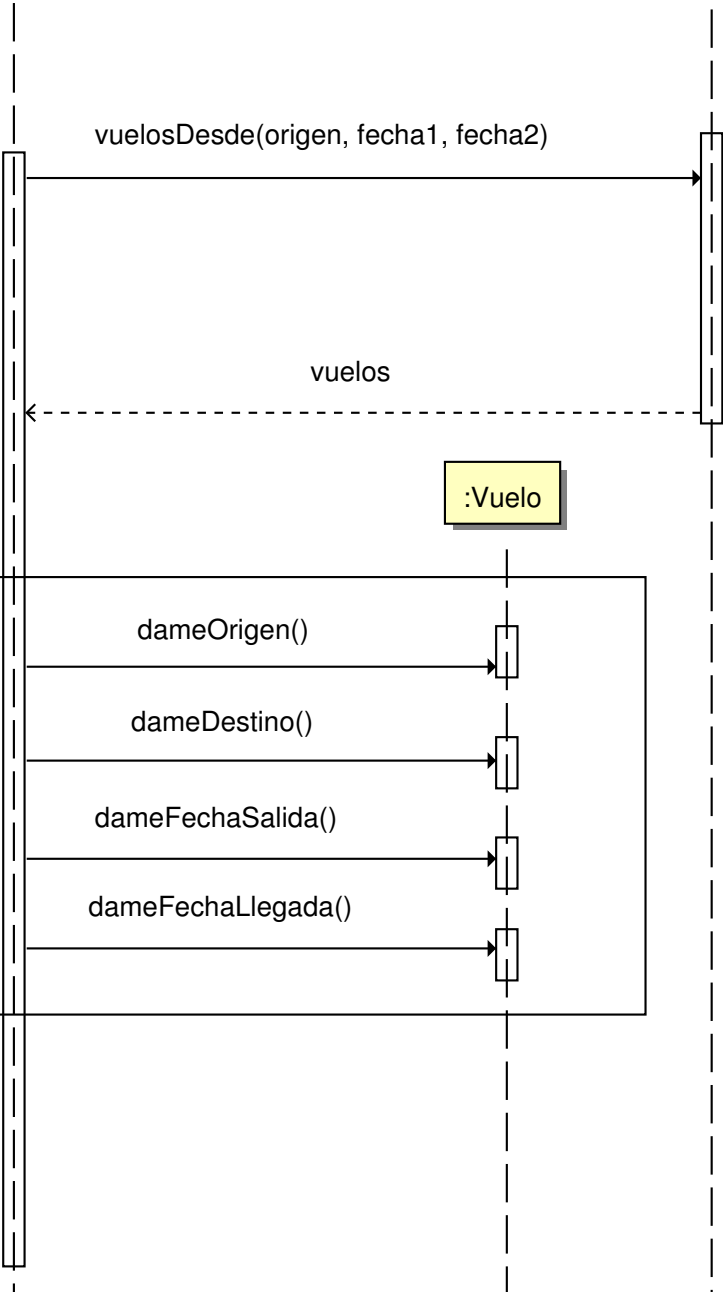 vuelosDesde(origen, fecha1, fecha2)
vuelos
:Vuelo
dameOrigen()
dameDestino()
dameFechaSalida()
dameFechaLlegada()